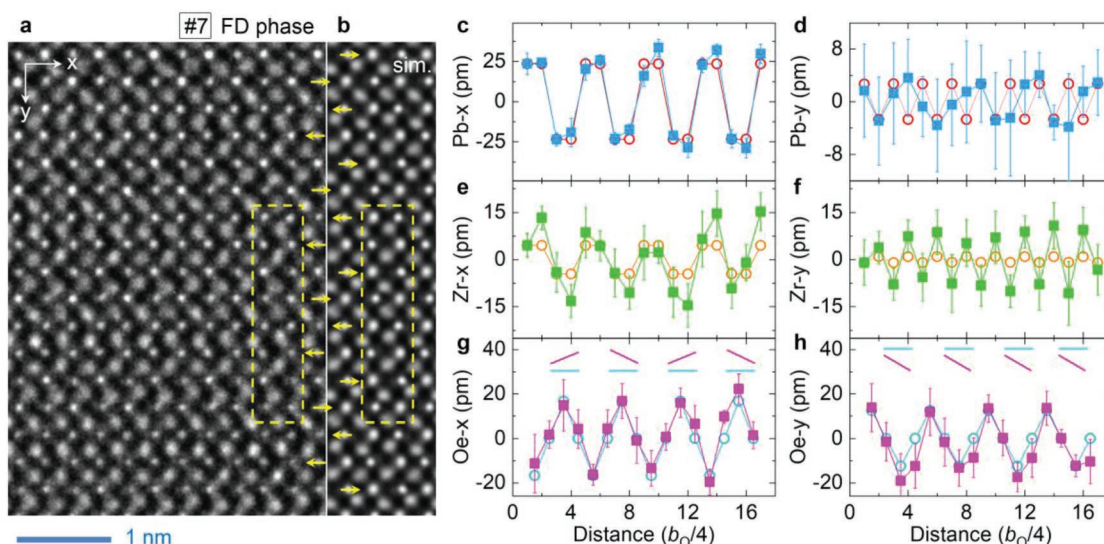 a
#7 FD phase
b
x
y
sim.
1 nm
c
Pb-x (pm)
25
0
-25
d
Pb-y (pm)
8
0
-8
e
Zr-x (pm)
15
0
-15
f
Zr-y (pm)
15
0
-15
g
Oe-x (pm)
40
20
0
-20
0 4 8 12 16
Distance (bO/4)
h
Oe-y (pm)
40
20
0
-20
0 4 8 12 16
Distance (bO/4)